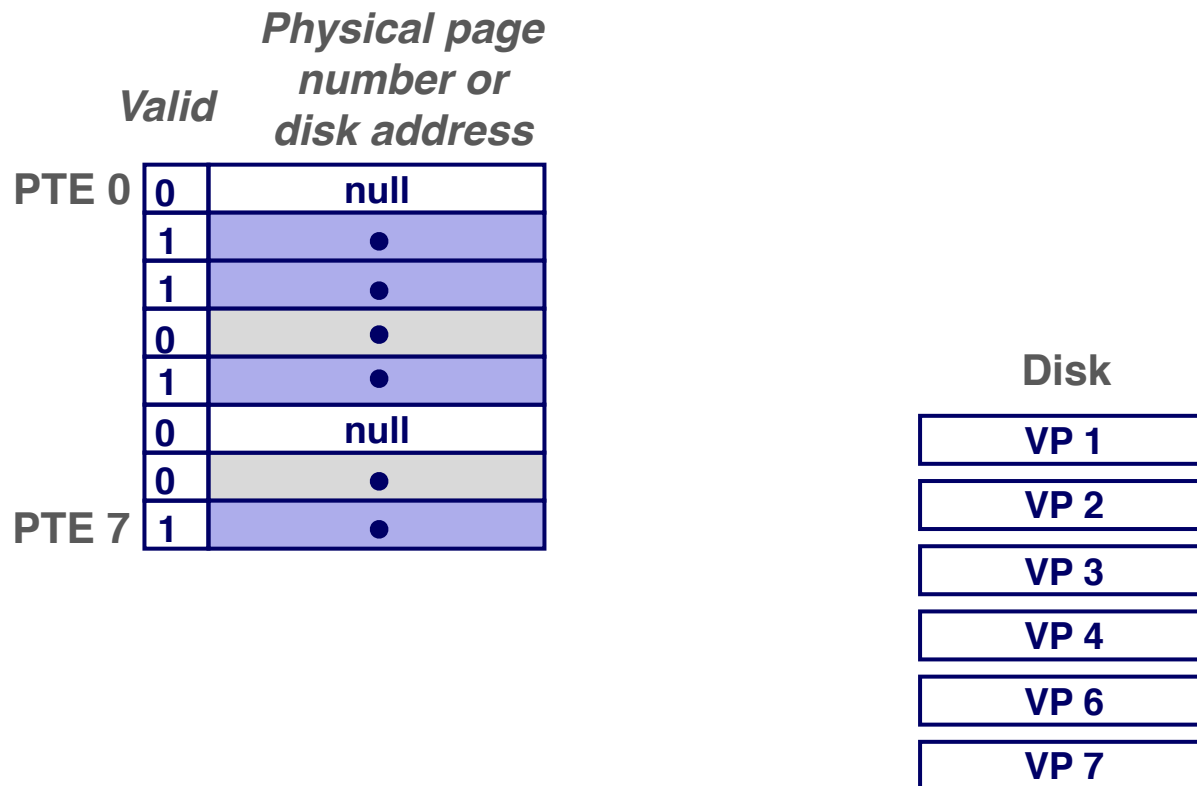 Physical page
number or
disk address
Valid
PTE 0 0 null
1
1
0
1
0 null
0
PTE 7 1
Disk
VP 1
VP 2
VP 3
VP 4
VP 6
VP 7